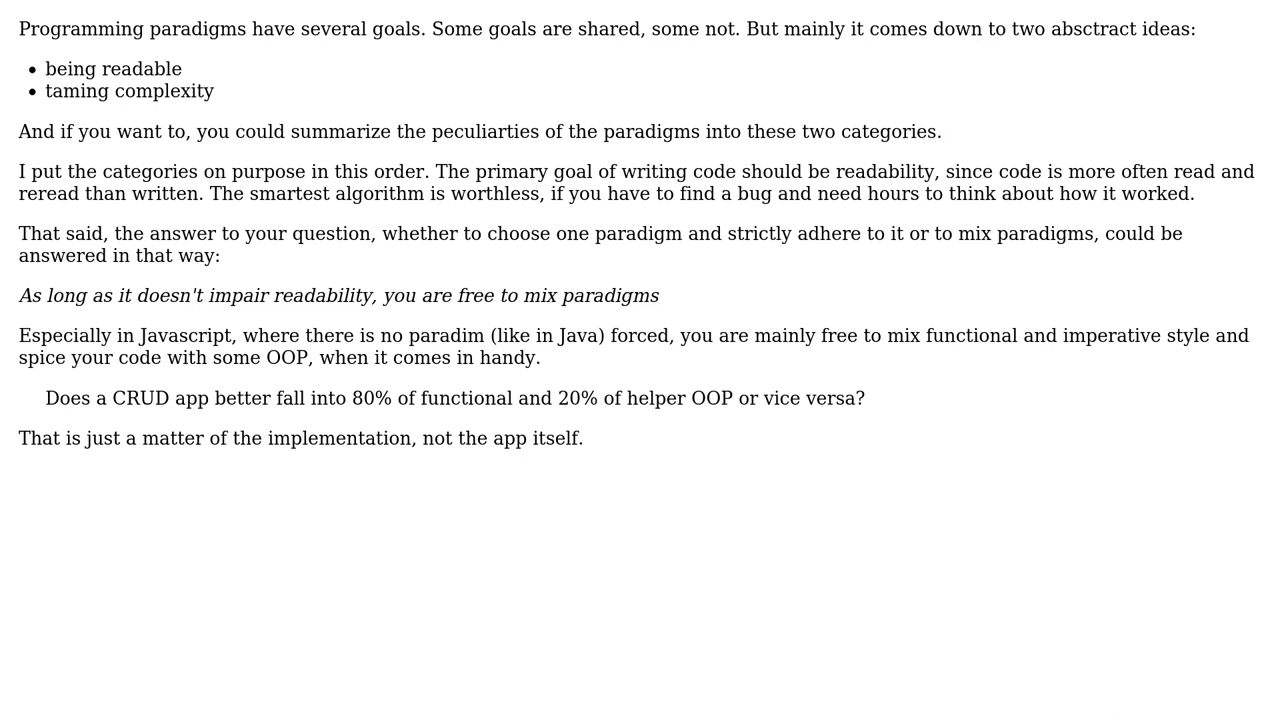 Programming paradigms have several goals. Some goals are shared, some not. But mainly it comes down to two absctract ideas:
• being readable
• taming complexity
And if you want to, you could summarize the peculiarties of the paradigms into these two categories.
I put the categories on purpose in this order. The primary goal of writing code should be readability, since code is more often read and
reread than written. The smartest algorithm is worthless, if you have to find a bug and need hours to think about how it worked.
That said, the answer to your question, whether to choose one paradigm and strictly adhere to it or to mix paradigms, could be
answered in that way:
As long as it doesn't impair readability, you are free to mix paradigms
Especially in Javascript, where there is no paradim (like in Java) forced, you are mainly free to mix functional and imperative style and
spice your code with some OOP, when it comes in handy.
Does a CRUD app better fall into 80% of functional and 20% of helper OOP or vice versa?
That is just a matter of the implementation, not the app itself.